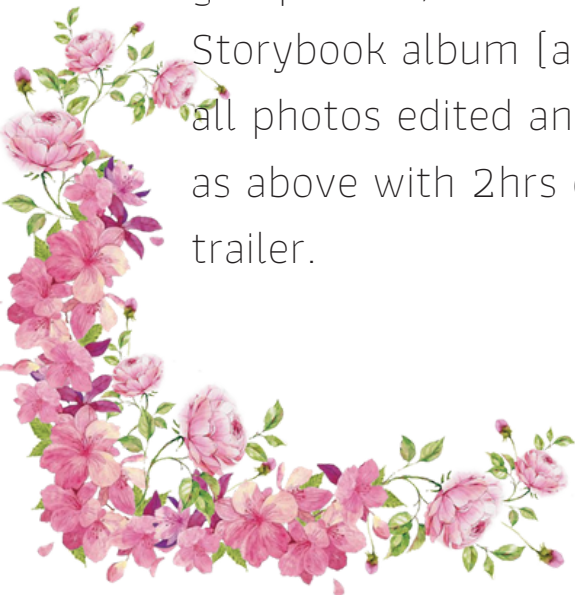 Storybook album (a
all photos edited an
as above with 2hrs
trailer.